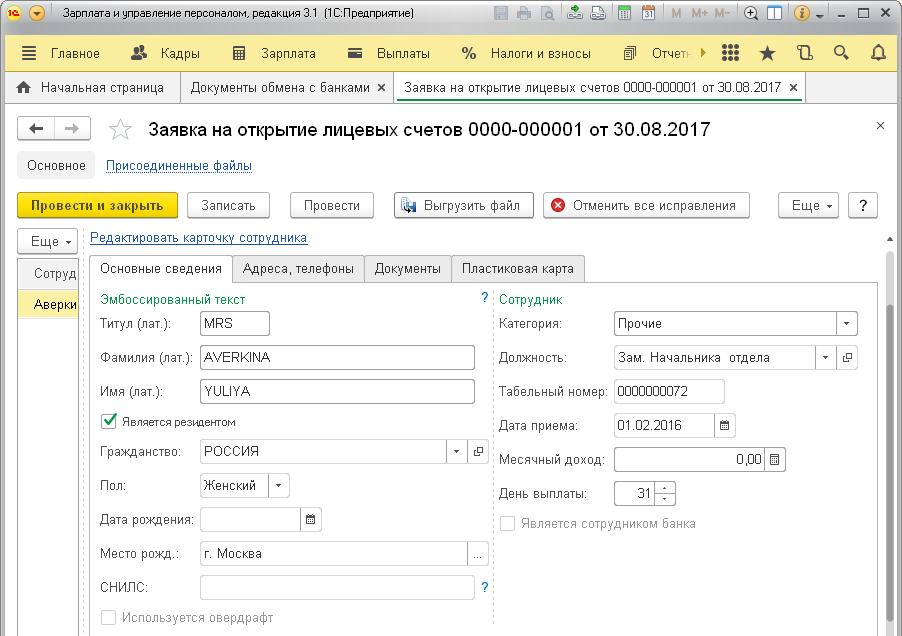 Зарплата и управление персоналом, редакция 3.1 (1С:Предприятие)
M M+ M-
31
Главное Кадры Зарплата Выплаты % Налоги и взносы Отчетн
Начальная страница Документы обмена с банками × Заявка на открытие лицевых счетов 0000-000001 от 30.08.2017 ×
Заявка на открытие лицевых счетов 0000-000001 от 30.08.2017
Основное Присоединенные файлы
Провести и закрыть Записать Провести Выгрузить файл Отменить все исправления Еще ?
Еще Редактировать карточку сотрудника
Сотруд
Аверки
Основные сведения Адреса, телефоны Документы Пластиковая карта
Эмбоссированный текст ? Сотрудник
Титул (лат.): MRS Категория: Прочие
Фамилия (лат.): AVERKINA Должность: Зам. Начальника отдела
Имя (лат.): YULIYA Табельный номер: 0000000072
Является резидентом Дата приема: 01.02.2016
Гражданство: РОССИЯ Месячный доход: 0,00
Пол: Женский День выплаты: 31
Дата рождения: Является сотрудником банка
Место рожд.: г. Москва ...
СНИЛС: ?
Используется овердрафт